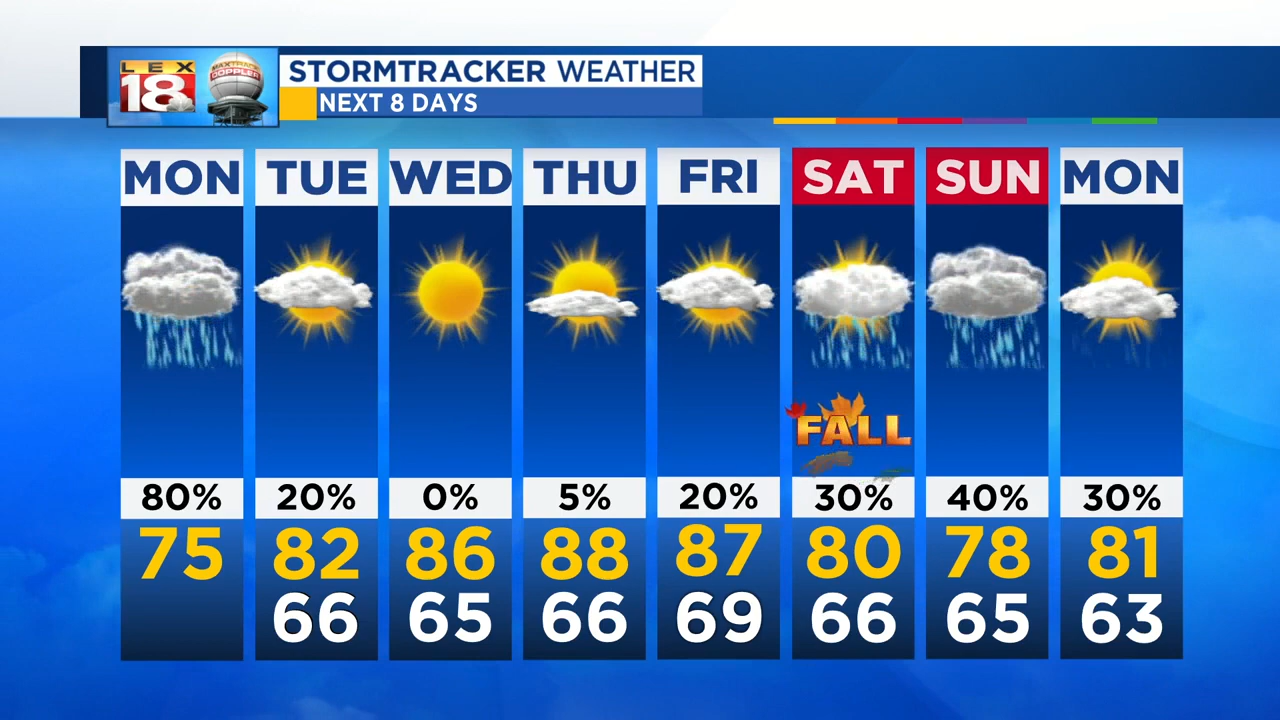 LEX
18
MAXTRACK
DOPPLER
STORMTRACKER WEATHER
NEXT 8 DAYS
MON TUE WED THU FRI SAT SUN MON
FALL
80% 20% 0% 5% 20% 30% 40% 30%
75 82 86 88 87 80 78 81
66 65 66 69 66 65 63